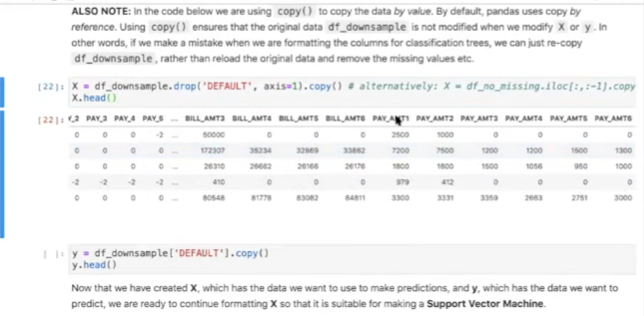 ALSO NOTE: In the code below we are using copy() to copy the data by value. By default, pandas uses copy by
reference. Using copy() ensures that the original data df_downsample is not modified when we modify X or y. In
other words, if we make a mistake when we are formatting the columns for classification trees, we can just re-copy
df_downsample, rather than reload the original data and remove the missing values etc.
[22]: X = df_downsample.drop('DEFAULT', axis=1).copy() # alternatively: X = df_no_missing.iloc[:,:-1].copy
X.head()
[22]: Y_2 PAY_3 PAY_4 PAY_5 ... BILL_AMT3 BILL_AMT4 BILL_AMT5 BILL_AMT6 PAY_AMT1 PAY_AMT2 PAY_AMT3 PAY_AMT4 PAY_AMT5 PAY_AMT6
0 0 0 -2 ... 50000 0 0 0 2500 1000 0 0 0 0
0 0 0 0 ... 172307 35234 32869 33862 7200 7500 1200 1200 1500 1300
0 0 0 0 ... 26310 26662 26166 26176 1800 1800 1500 1056 950 1000
-2 -2 -2 -2 ... 410 0 0 0 979 412 0 0 0 0
0 0 0 0 ... 80548 81778 83082 84811 3300 3331 3359 2663 2751 3000
[ ]: y = df_downsample['DEFAULT'].copy()
y.head()
Now that we have created X, which has the data we want to use to make predictions, and y, which has the data we want to
predict, we are ready to continue formatting X so that it is suitable for making a Support Vector Machine.